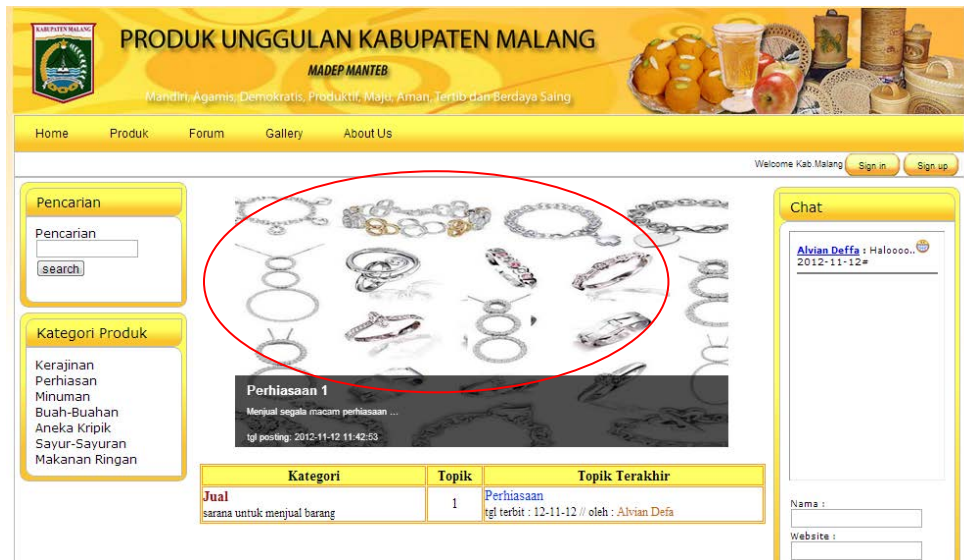 KABUPATEN MALANG
PRODUK UNGGULAN KABUPATEN MALANG
MADEP MANTEB
Mandiri, Agamis, Demokratis, Produktif, Maju, Aman, Tertib dan Berdaya Saing
Home Produk Forum Gallery About Us
Welcome Kab.Malang Sign in Sign up
Pencarian
Pencarian
search
Kategori Produk
Kerajinan
Perhiasan
Minuman
Buah-Buahan
Aneka Kripik
Sayur-Sayuran
Makanan Ringan
Perhiasaan 1
Menjual segala macam perhiasaan ...
tgl posting: 2012-11-12 11:42:53
Kategori Topik Topik Terakhir
Jual
sarana untuk menjual barang
1
Perhiasaan
tgl terbit : 12-11-12 // oleh : Alvian Defa
Chat
Alvian Deffa : Haloooo..
2012-11-12#
Nama :
Website :